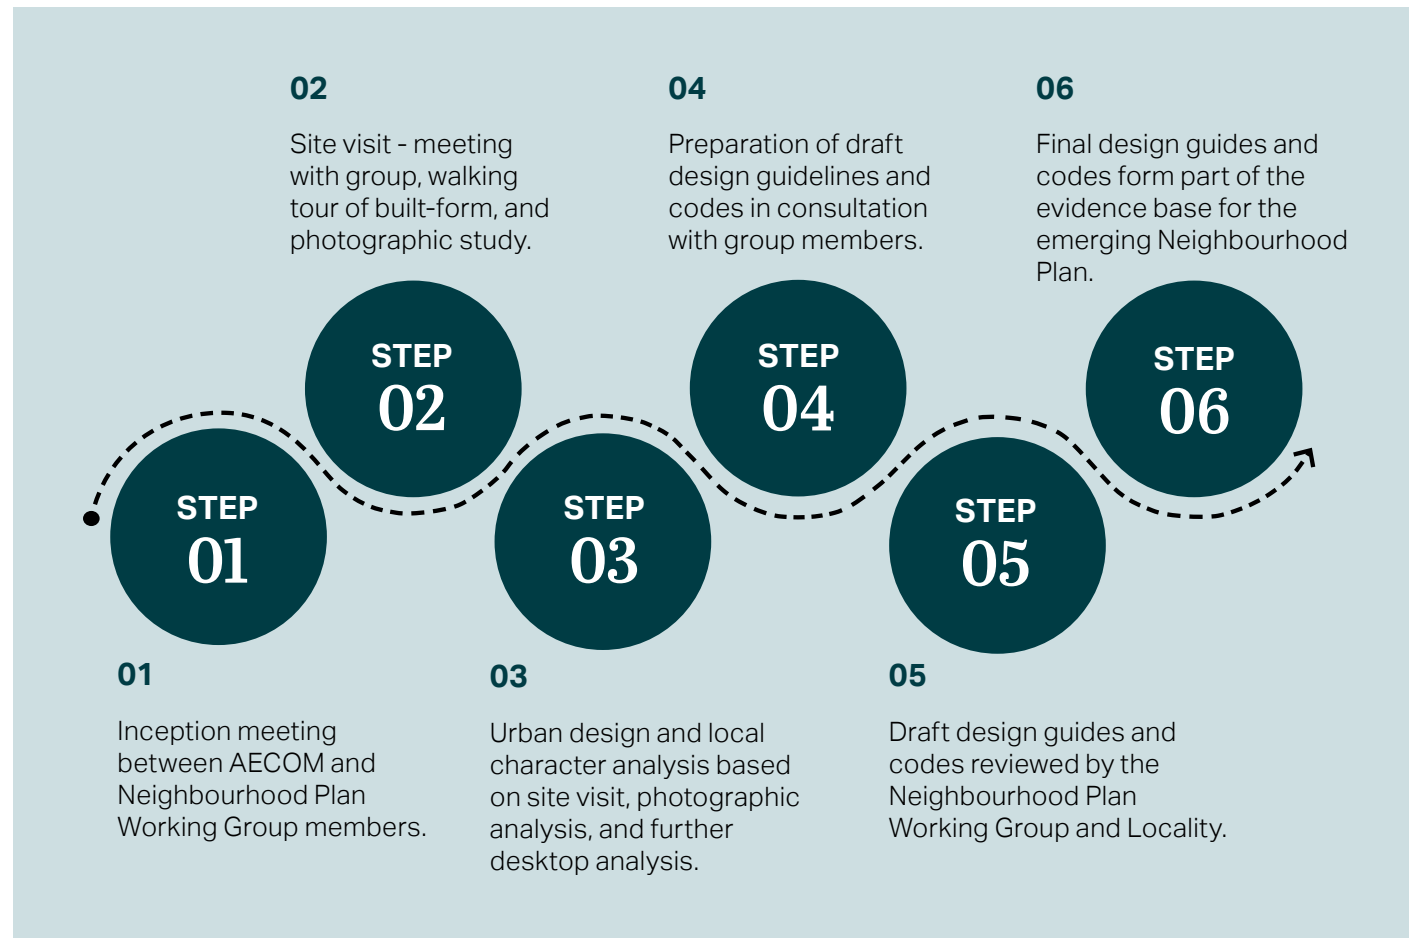 02
Site visit - meeting
with group, walking
tour of built-form, and
photographic study.
04
Preparation of draft
design guidelines and
codes in consultation
with group members.
06
Final design guides and
codes form part of the
evidence base for the
emerging Neighbourhood
Plan.
STEP
02
STEP
04
STEP
06
STEP
01
STEP
03
STEP
05
01
Inception meeting
between AECOM and
Neighbourhood Plan
Working Group members.
03
Urban design and local
character analysis based
on site visit, photographic
analysis, and further
desktop analysis.
05
Draft design guides and
codes reviewed by the
Neighbourhood Plan
Working Group and Locality.